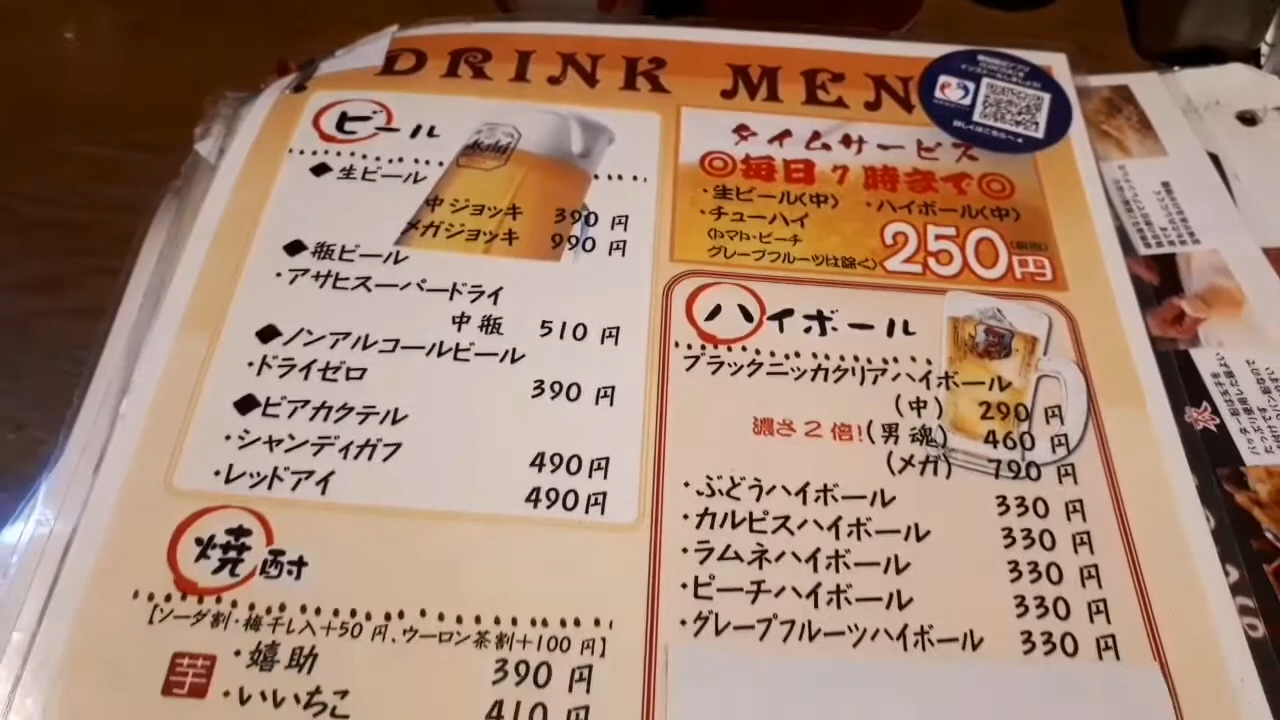 DRINK MEN
ビール
Asahi
◆生ビール
中ジョッキ 390円
メガジョッキ 990円
◆瓶ビール
・アサヒスーパードライ
中瓶 510円
◆ノンアルコールビール
・ドライゼロ 390円
◆ビアカクテル
・シャンディガフ 490円
・レッドアイ 490円
焼酎
【ソーダ割・梅干し入+50円、ウーロン茶割+100円】
芋
・嬉助 390円
・いいちこ 410円
タイムサービス
◎毎日7時まで◎
・生ビール(中) ・ハイボール(中)
・チューハイ
(トマト・ピーチ
グレープフルーツは除く)
250円
ハイボール
ブラックニッカクリアハイボール
(中) 290円
濃さ2倍!(男魂) 460円
(メガ) 790円
・ぶどうハイボール 330円
・カルピスハイボール 330円
・ラムネハイボール 330円
・ピーチハイボール 330円
・グレープフルーツハイボール 330円
詳しくはこちらへ
衣